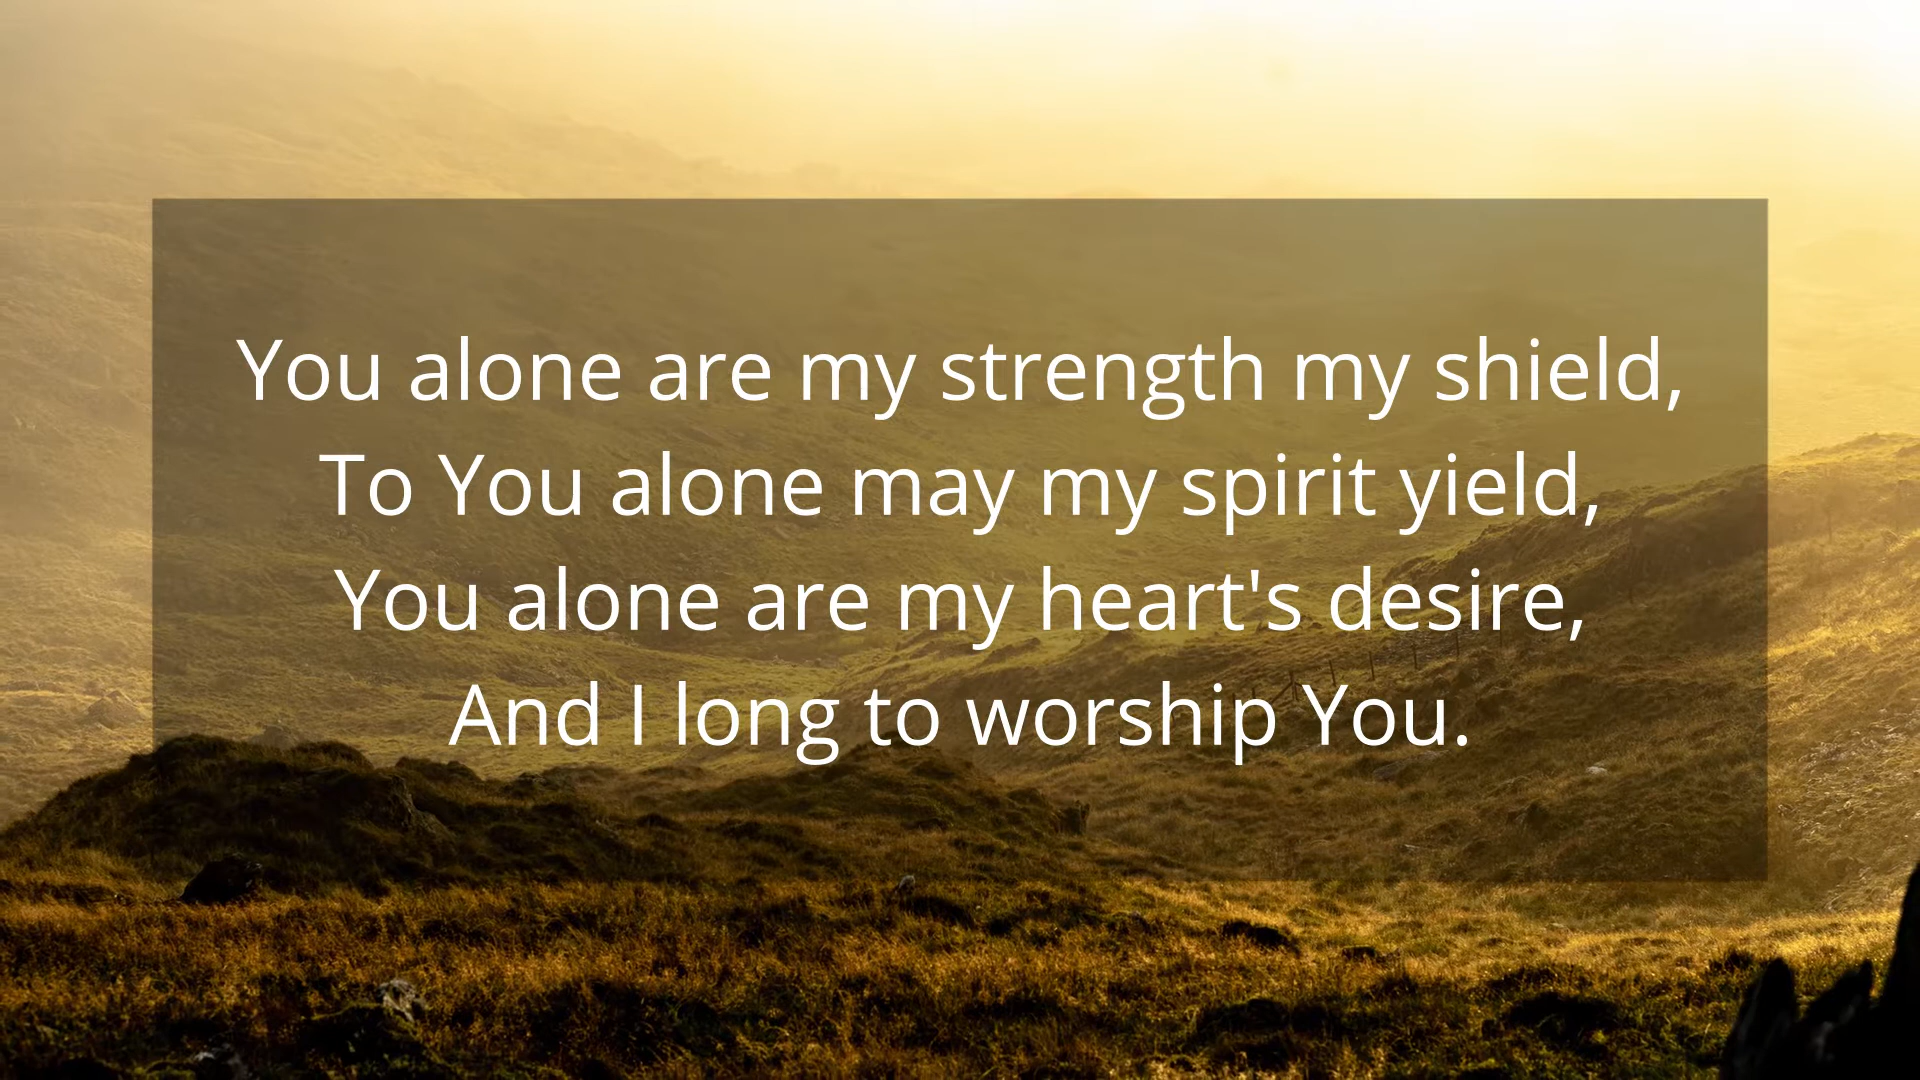 You alone are my strength my shield,
To You alone may my spirit yield,
You alone are my heart's desire,
And I long to worship You.